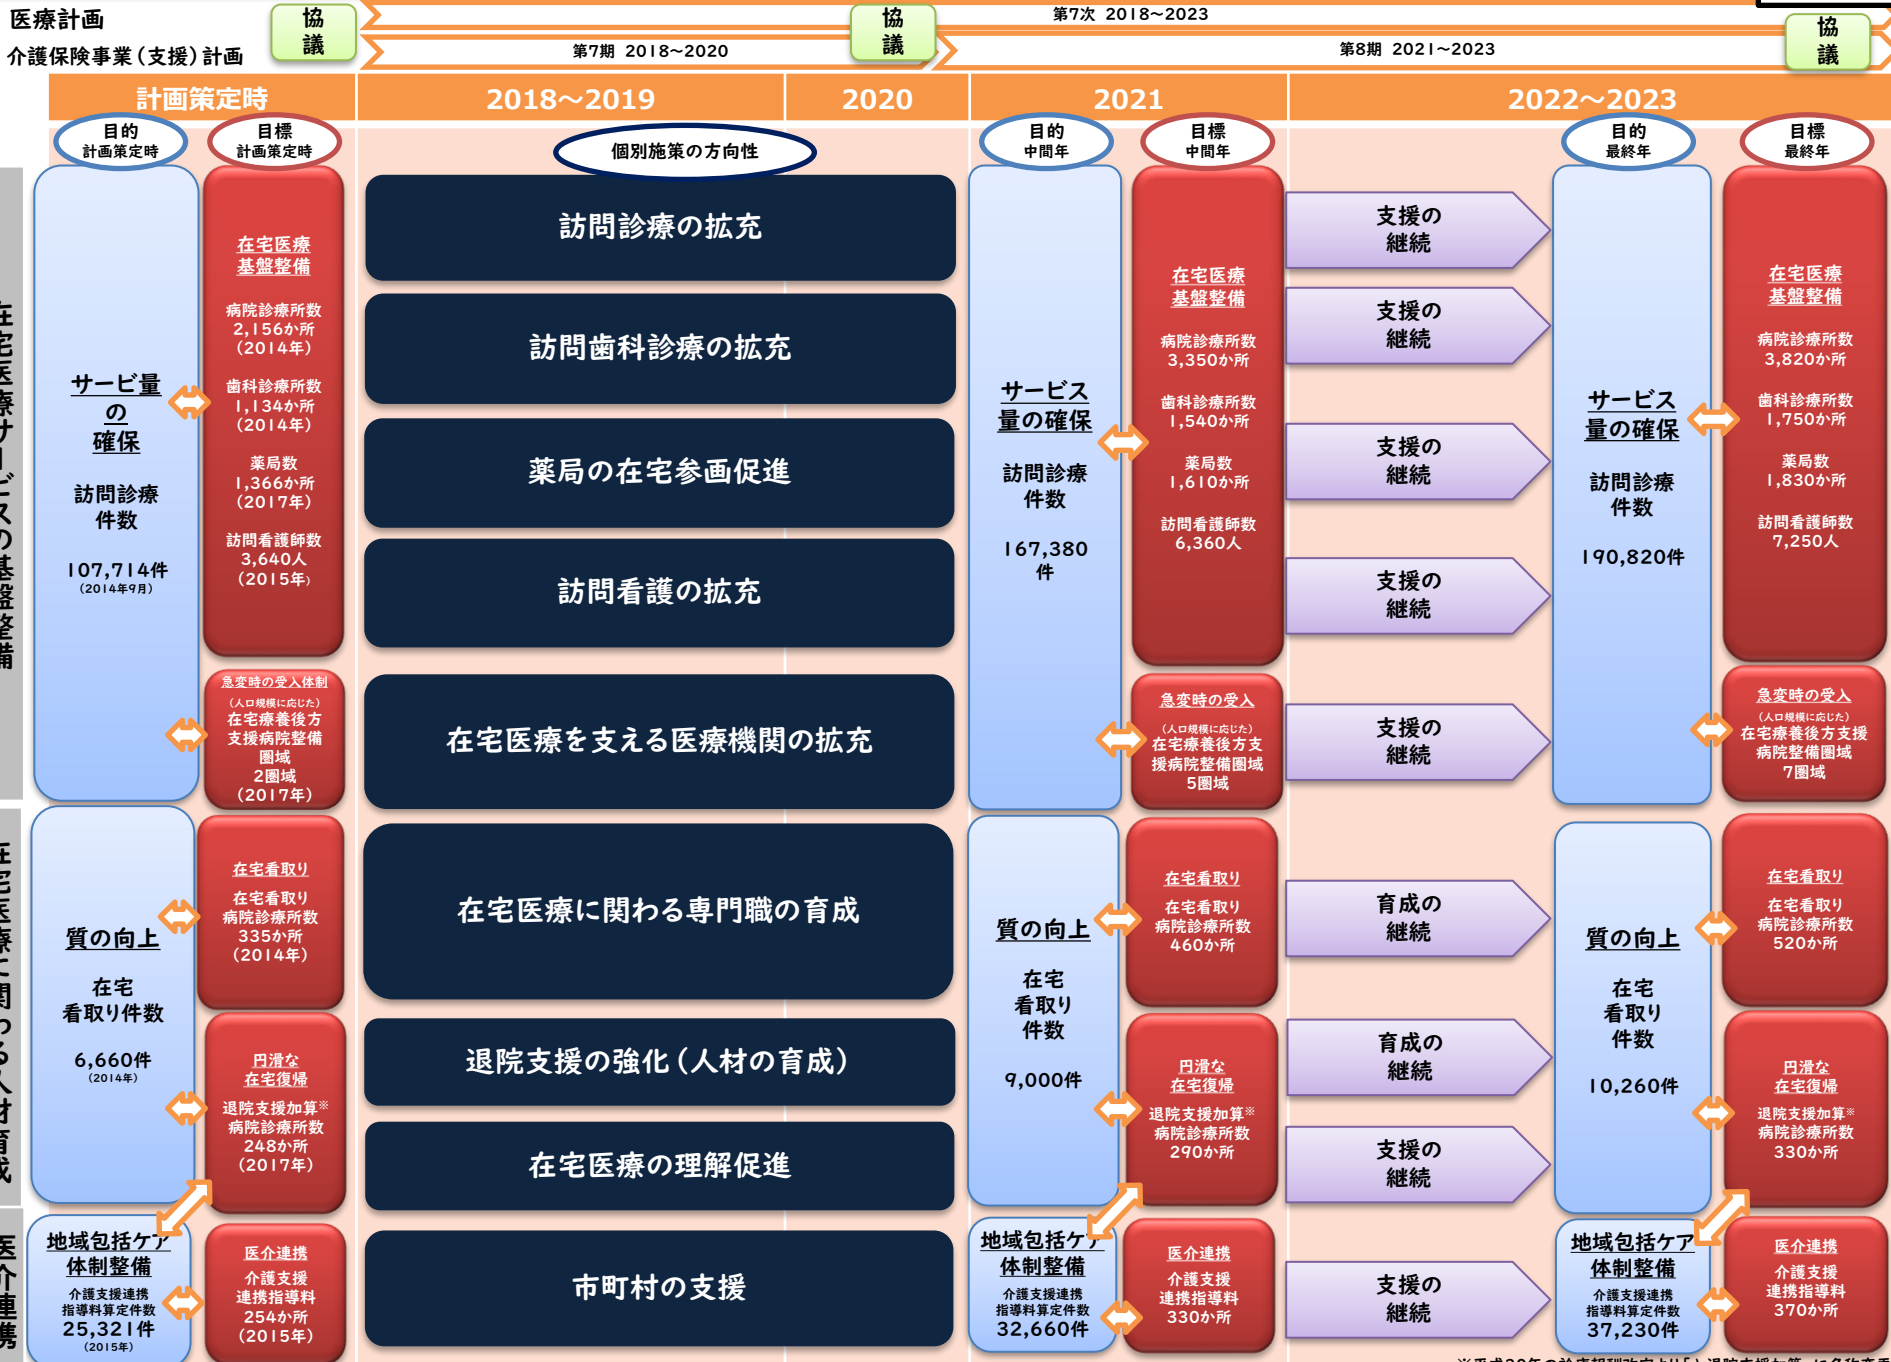 医療計画
介護保険事業（支援）計画
協
議
第7次 2018～2023
協
議
第7期 2018～2020
第8期 2021～2023
協
議
計画策定時
2018～2019
2020
2021
2022～2023
目的
計画策定時
目標
計画策定時
個別施策の方向性
目的
中間年
目標
中間年
目的
最終年
目標
最終年
在宅医療サービスの基盤整備
サービ量
の
確保
訪問診療
件数
107,714件
（2014年9月）
在宅医療
基盤整備
病院診療所数
2,156か所
（2014年）
歯科診療所数
1,134か所
（2014年）
薬局数
1,366か所
（2017年）
訪問看護師数
3,640人
（2015年）
急変時の受入体制
（人口規模に応じた）
在宅療養後方
支援病院整備
圏域
2圏域
（2017年）
訪問診療の拡充
訪問歯科診療の拡充
薬局の在宅参画促進
訪問看護の拡充
在宅医療を支える医療機関の拡充
サービス
量の確保
訪問診療
件数
167,380
件
在宅医療
基盤整備
病院診療所数
3,350か所
歯科診療所数
1,540か所
薬局数
1,610か所
訪問看護師数
6,360人
急変時の受入
（人口規模に応じた）
在宅療養後方支
援病院整備圏域
5圏域
支援の
継続
支援の
継続
支援の
継続
支援の
継続
支援の
継続
サービス
量の確保
訪問診療
件数
190,820件
在宅医療
基盤整備
病院診療所数
3,820か所
歯科診療所数
1,750か所
薬局数
1,830か所
訪問看護師数
7,250人
急変時の受入
（人口規模に応じた）
在宅療養後方支援
病院整備圏域
7圏域
在宅医療に関わる人材育成
質の向上
在宅
看取り件数
6,660件
（2014年）
在宅看取り
在宅看取り
病院診療所数
335か所
（2014年）
円滑な
在宅復帰
退院支援加算※
病院診療所数
248か所
（2017年）
在宅医療に関わる専門職の育成
退院支援の強化（人材の育成）
在宅医療の理解促進
質の向上
在宅
看取り
件数
9,000件
在宅看取り
在宅看取り
病院診療所数
460か所
円滑な
在宅復帰
退院支援加算※
病院診療所数
290か所
育成の
継続
育成の
継続
支援の
継続
質の向上
在宅
看取り
件数
10,260件
在宅看取り
在宅看取り
病院診療所数
520か所
円滑な
在宅復帰
退院支援加算※
病院診療所数
330か所
医介連携
地域包括ケア
体制整備
介護支援連携
指導料算定件数
25,321件
（2015年）
医介連携
介護支援
連携指導料
254か所
（2015年）
市町村の支援
地域包括ケア
体制整備
介護支援連携
指導料算定件数
32,660件
医介連携
介護支援
連携指導料
330か所
支援の
継続
地域包括ケア
体制整備
介護支援連携
指導料算定件数
37,230件
医介連携
介護支援
連携指導料
370か所